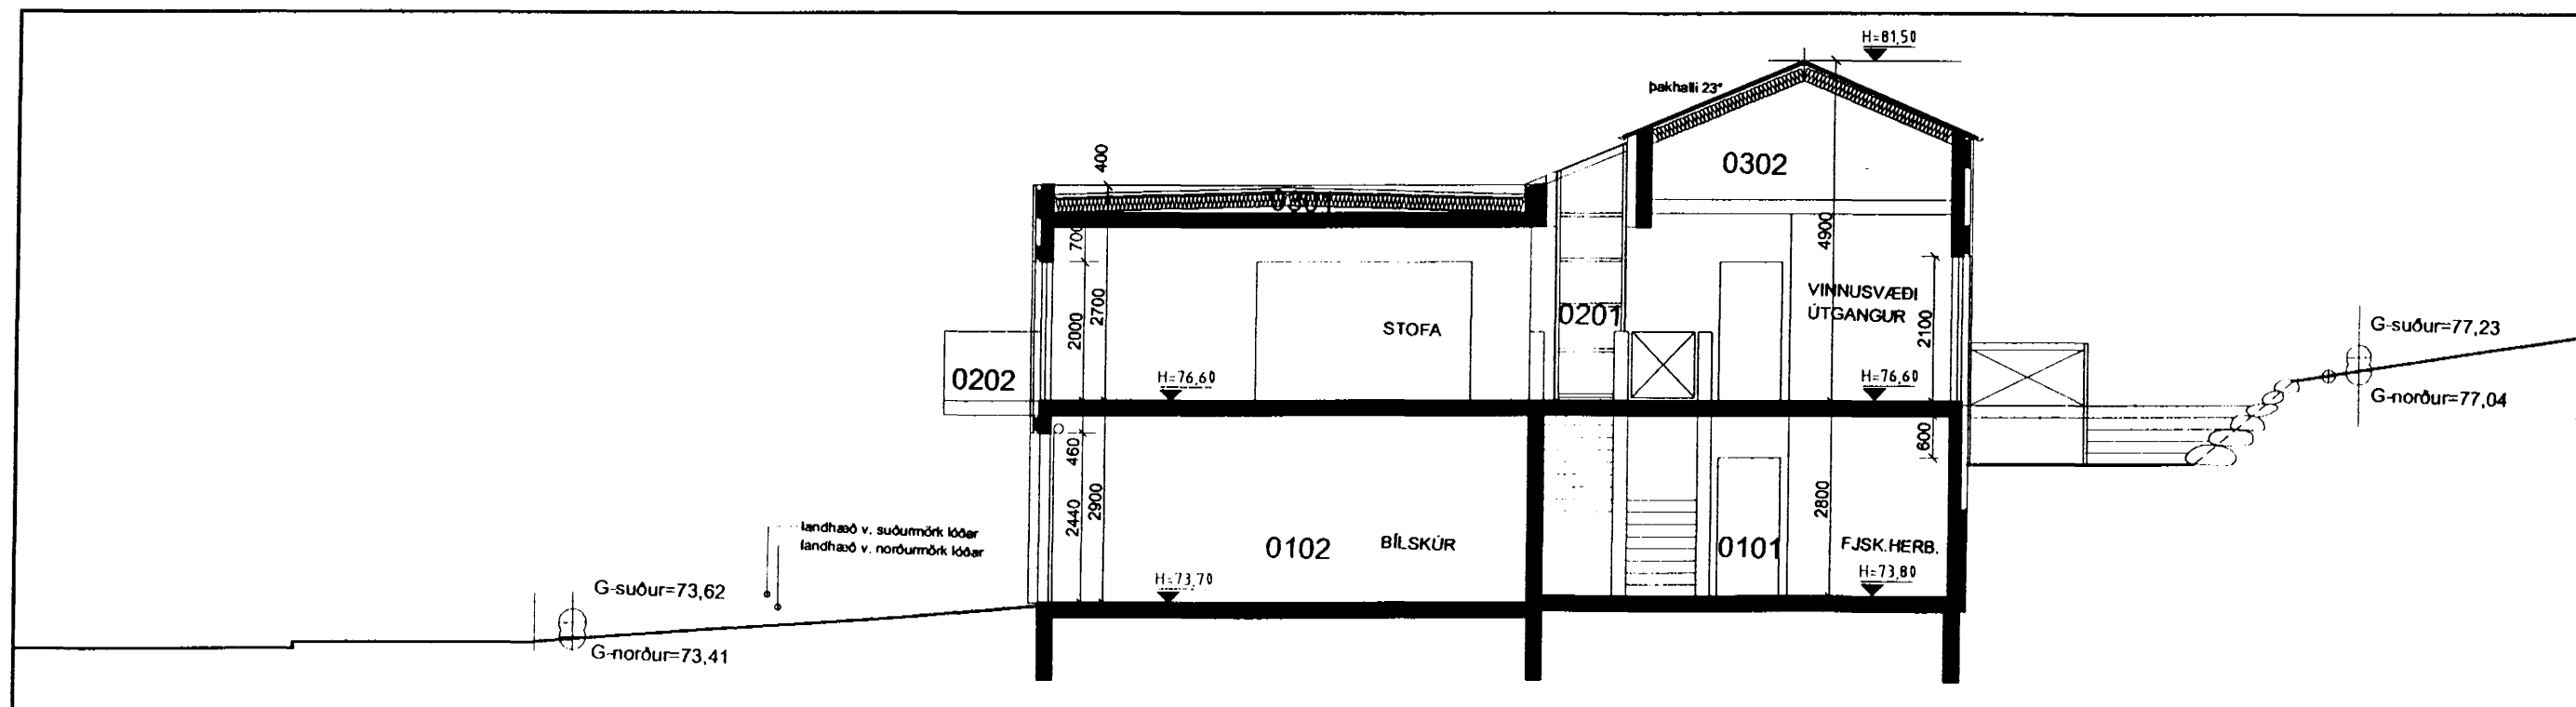 H=81,50
þakhalli 23°
400
0302
0301
700
4900
2700
2000
VINNUSVÆÐI
ÚTGANGUR
2100
0201
STOFA
G-suður=77,23
0202
H=76,60
H=76,60
G-norður=77,04
460
600
2440
2900
2800
landhæð v. suðurmörk lóðar
landhæð v. norðurmörk lóðar
0102
BÍLSKÚR
0101
FJSK.HERB.
H=73,70
H=73,80
G-suður=73,62
G-norður=73,41